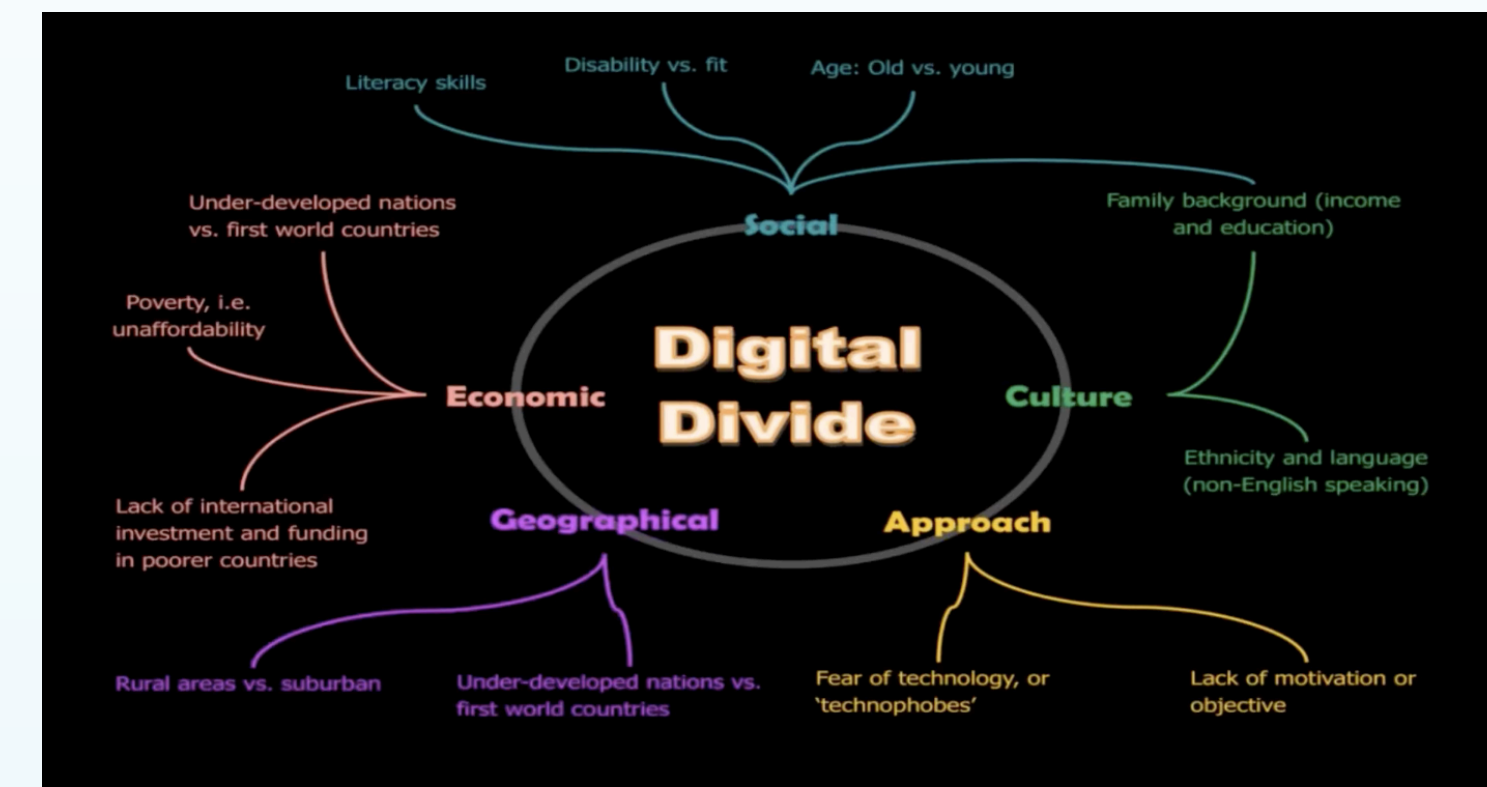 Disability vs. fit
Age: Old vs. young
Literacy skills
Under-developed nations
vs. first world countries
Family background (income
and education)
Social
Poverty, i.e.
unaffordability
Digital
Divide
Economic
Culture
Ethnicity and language
(non-English speaking)
Lack of international
investment and funding
in poorer countries
Geographical
Approach
Rural areas vs. suburban
Under-developed nations vs.
first world countries
Fear of technology, or
‘technophobes’
Lack of motivation or
objective